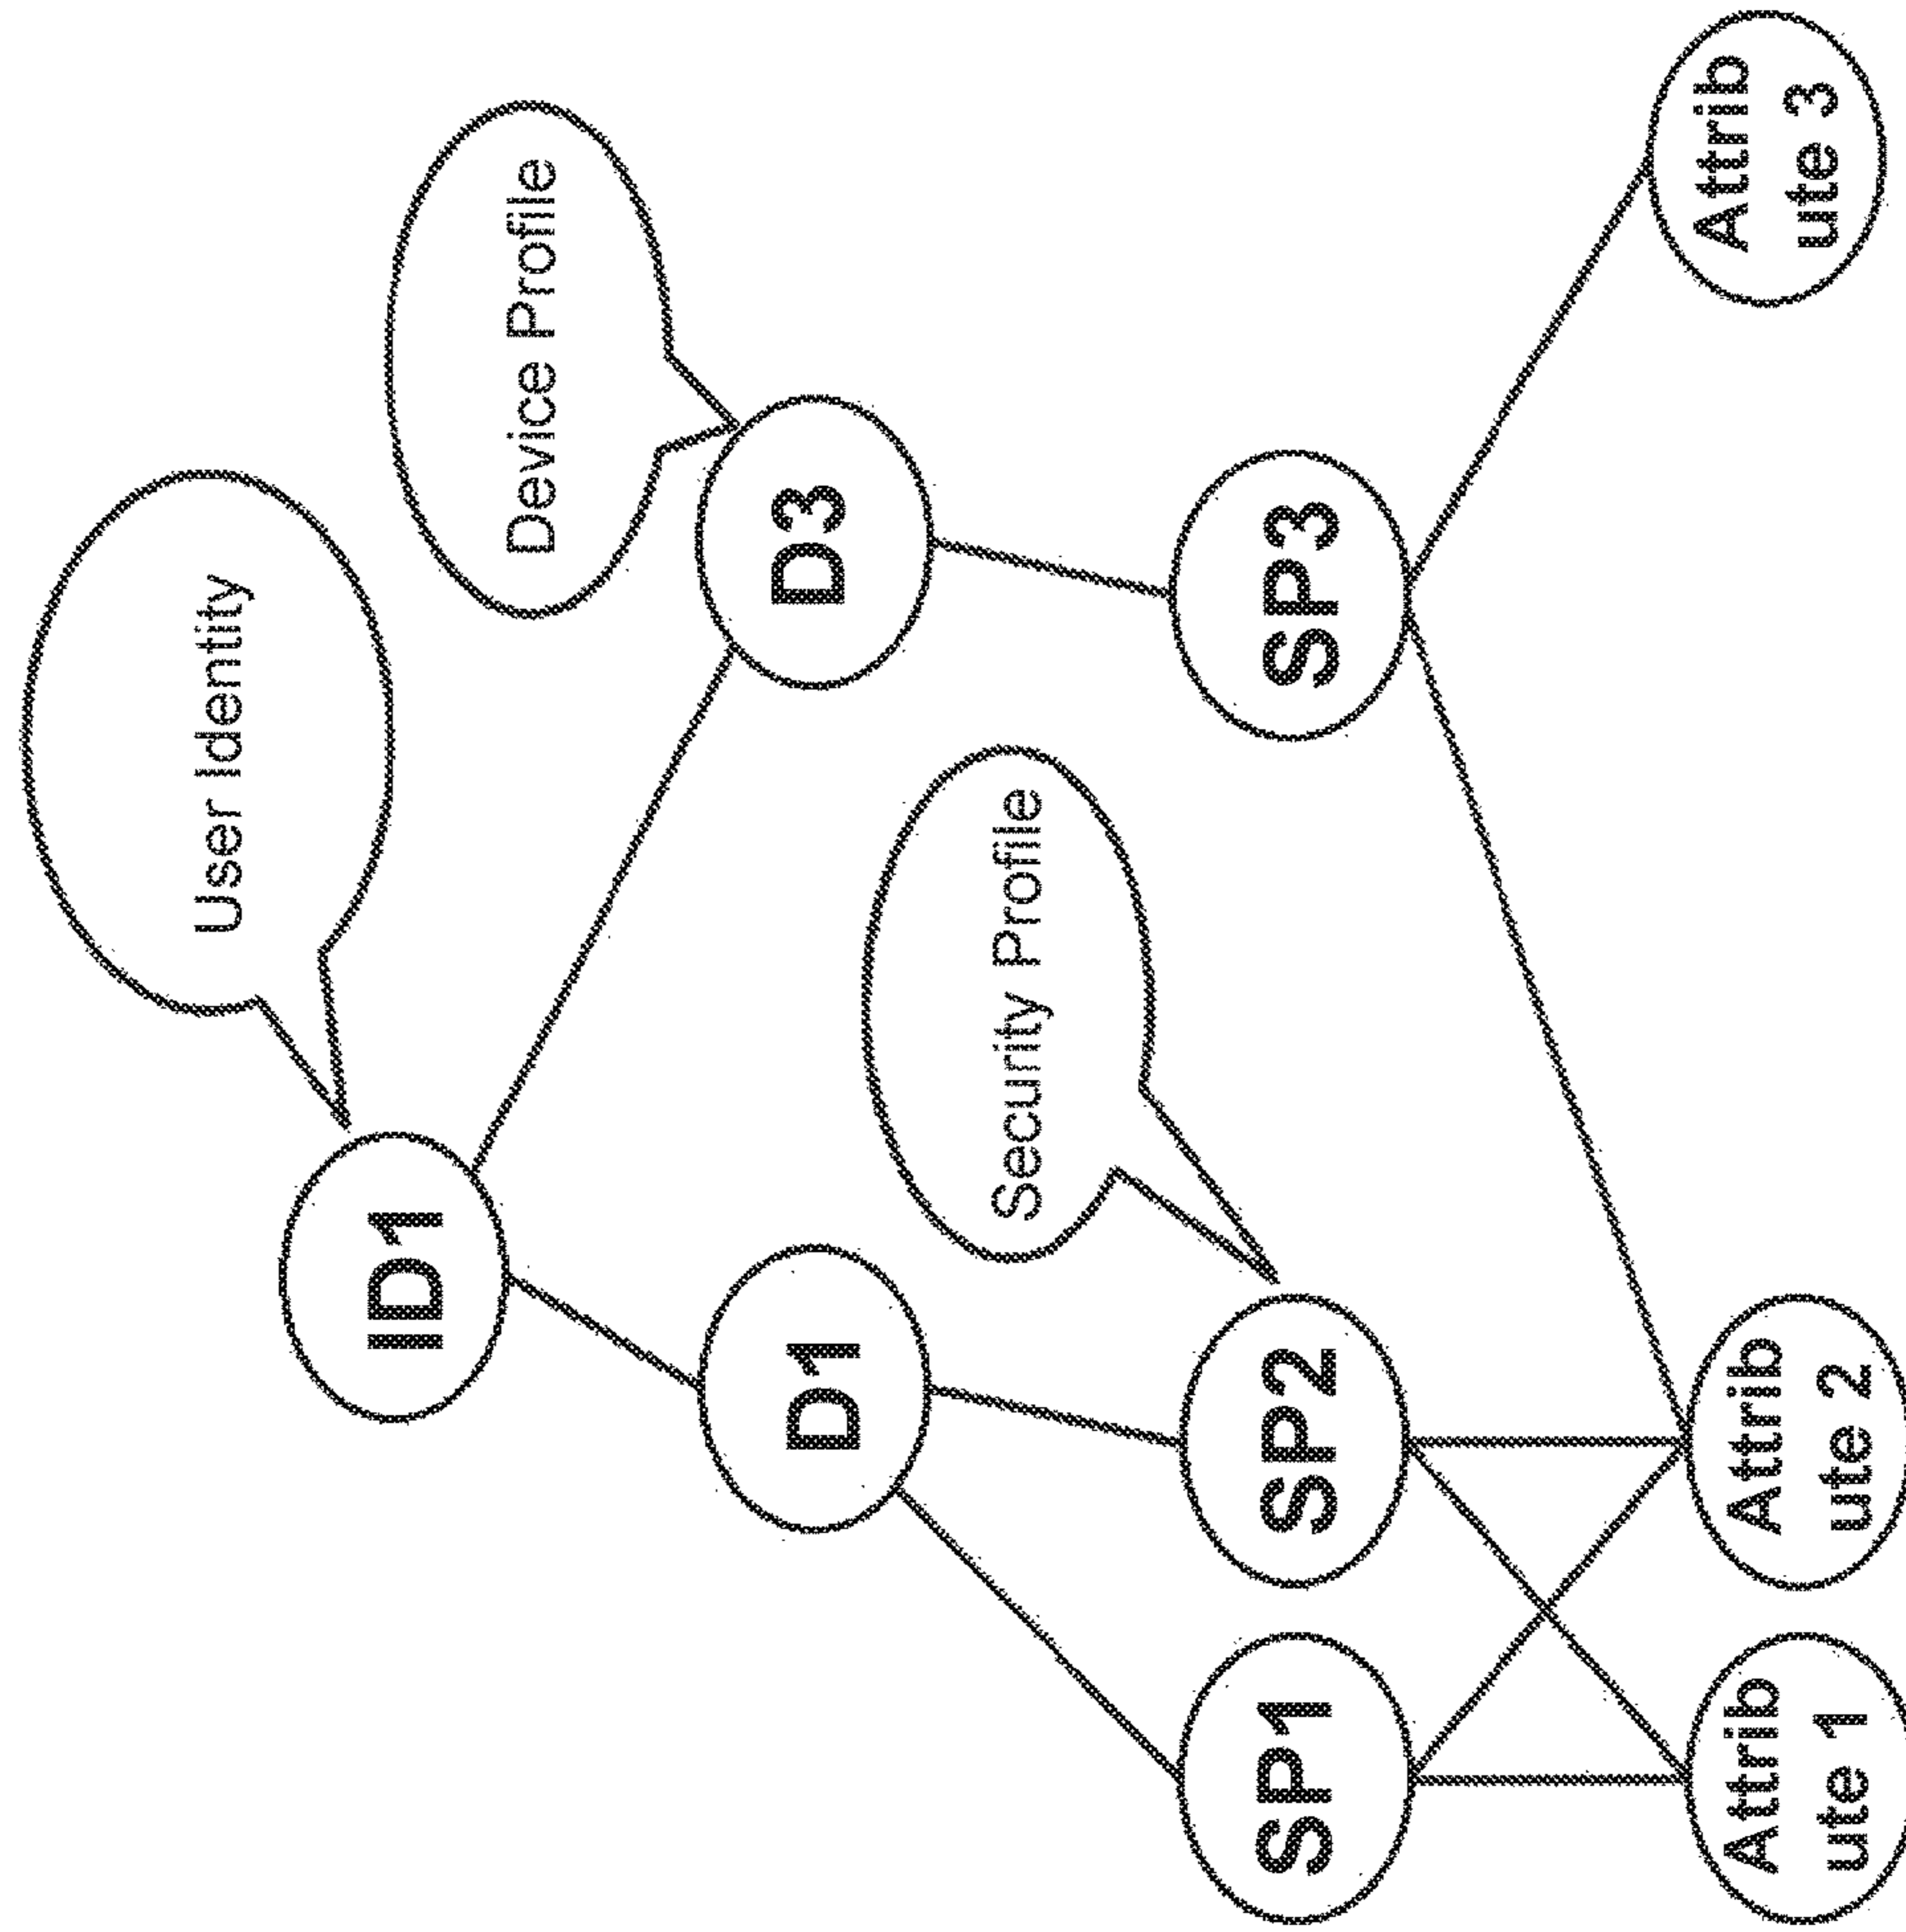 User Identity
ID1
Device Profile
D1
D3
Security Profile
SP1
SP2
SP3
Attrib
ute 1
Attrib
ute 2
Attrib
ute 3